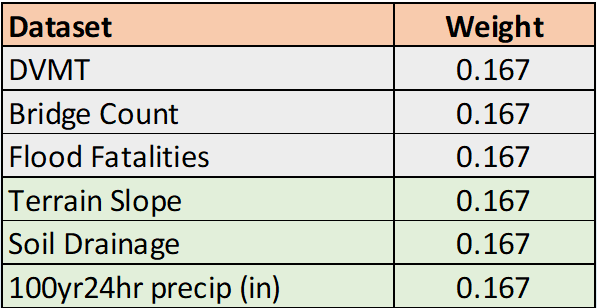 Dataset Weight
DVMT 0.167
Bridge Count 0.167
Flood Fatalities 0.167
Terrain Slope 0.167
Soil Drainage 0.167
100yr24hr precip (in) 0.167